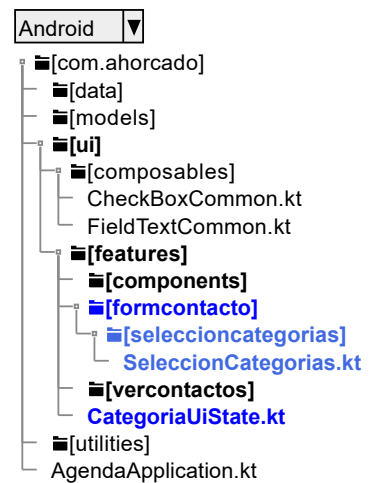 Android
[com.ahorcado]
[data]
[models]
[ui]
[composables]
CheckBoxCommon.kt
FieldTextCommon.kt
[features]
[components]
[formcontacto]
[seleccioncategorias]
SeleccionCategorias.kt
[vercontactos]
CategoriaUiState.kt
[utilities]
AgendaApplication.kt